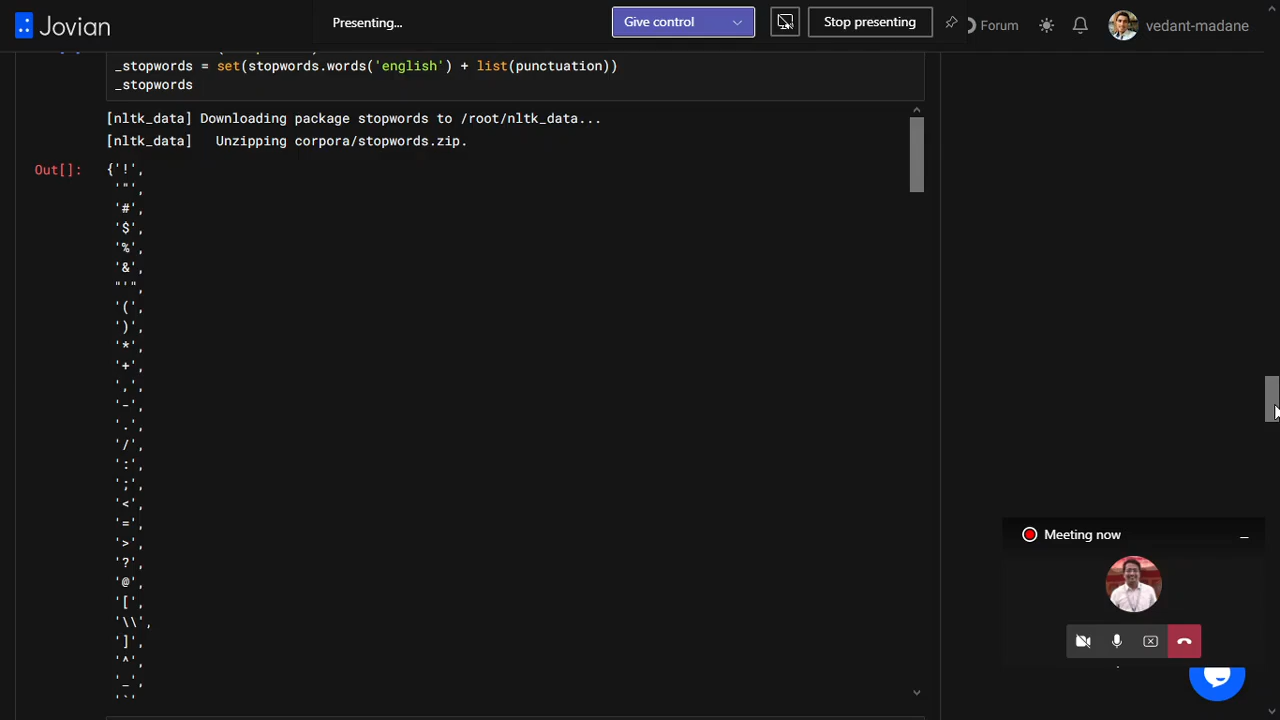 Jovian
Presenting...
Give control
Stop presenting
Forum
vedant-madane
_stopwords = set(stopwords.words('english') + list(punctuation))
_stopwords
[nltk_data] Downloading package stopwords to /root/nltk_data...
[nltk_data]   Unzipping corpora/stopwords.zip.
Out[]:
{'!',
'"',
'#',
'$',
'%',
'&',
"'",
'(',
')',
'*',
'+',
',',
'-',
'.',
'/',
':',
';',
'<',
'=',
'>',
'?',
'@',
'[',
'\\',
']',
'^',
'_',
'`'
Meeting now